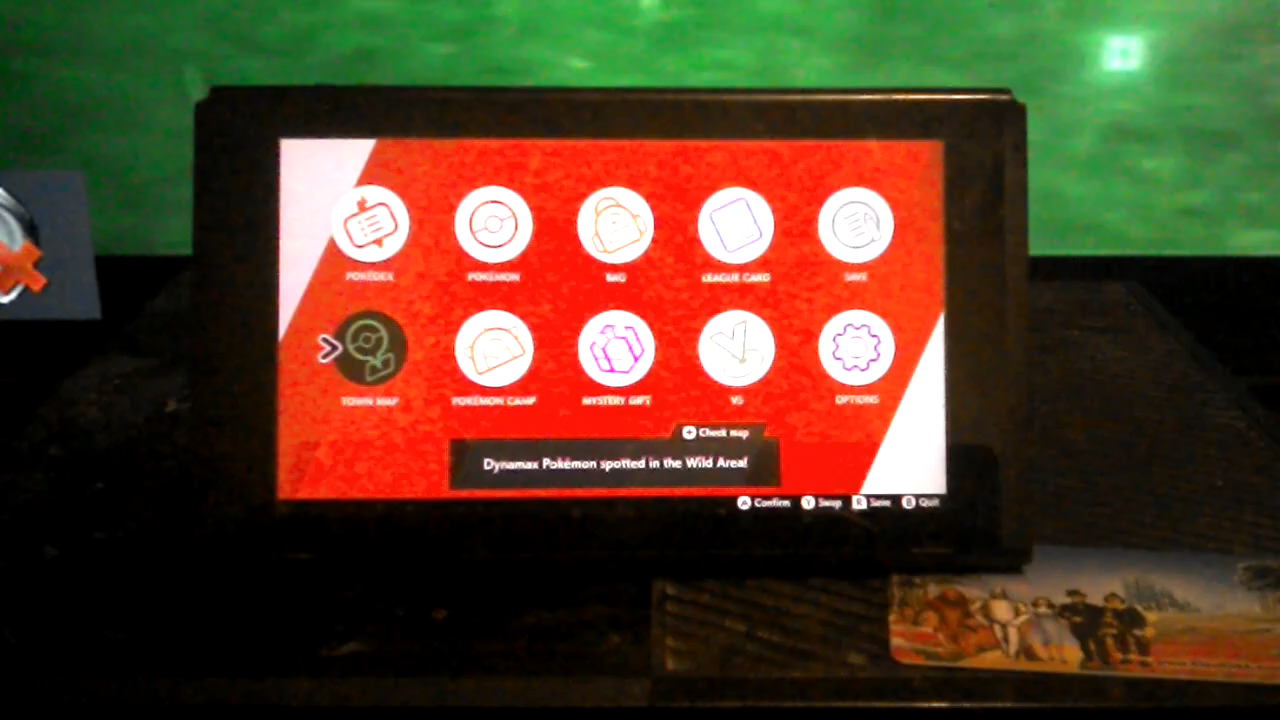 POKÉDEX
POKÉMON
BAG
LEAGUE CARD
SAVE
TOWN MAP
POKÉMON CAMP
MYSTERY GIFT
VS
OPTIONS
+ Check map
Dynamax Pokémon spotted in the Wild Area!
A Confirm Y Swap R Save B Quit